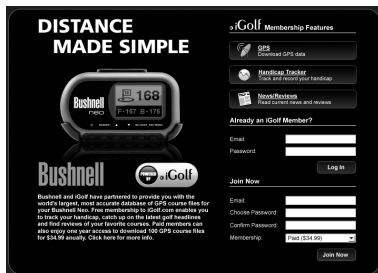 DISTANCE
MADE SIMPLE
Bushnell
neo
168
F-167 B-176
Bushnell
POWERED BY iGolf
Bushnell and iGolf have partnered to provide you with the
world's largest, most accurate database of GPS course files for
your Bushnell Neo. Free membership to iGolf.com enables you
to track your handicap, catch up on the latest golf headlines
and find reviews of your favorite courses. Paid members can
also enjoy one year access to download 100 GPS course files
for $34.99 annually. Click here for more info.
iGolf Membership Features
GPS
Download GPS data
Handicap Tracker
Track and record your handicap
News/Reviews
Read current news and reviews
Already an iGolf Member?
Email:
Password:
Log In
Join Now
Email:
Choose Password:
Confirm Password:
Membership: Paid ($34.99)
Join Now